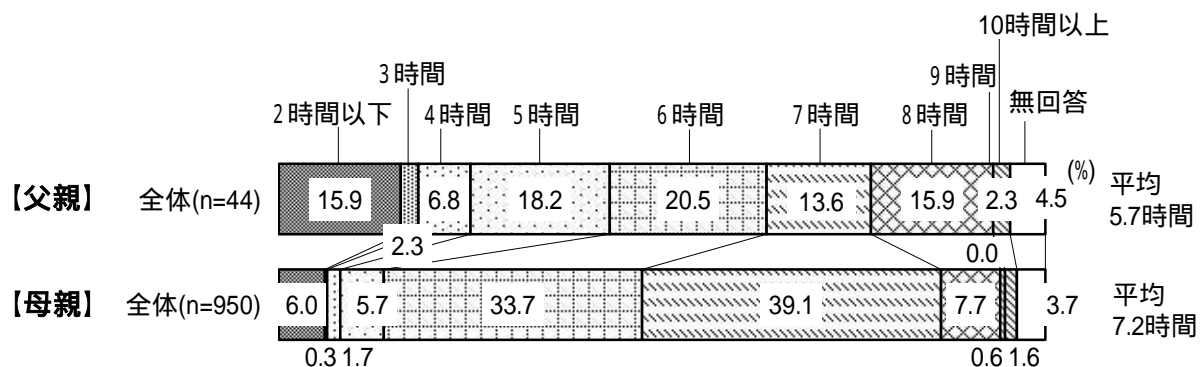 10時間以上
3時間
9時間
2時間以下
4時間
5時間
6時間
7時間
8時間
無回答
(%)
【父親】 全体(n=44) 15.9 6.8 18.2 20.5 13.6 15.9 2.3 4.5 平均
5.7時間
2.3
0.0
【母親】 全体(n=950) 6.0 5.7 33.7 39.1 7.7 3.7 平均
7.2時間
0.3 1.7 0.6 1.6